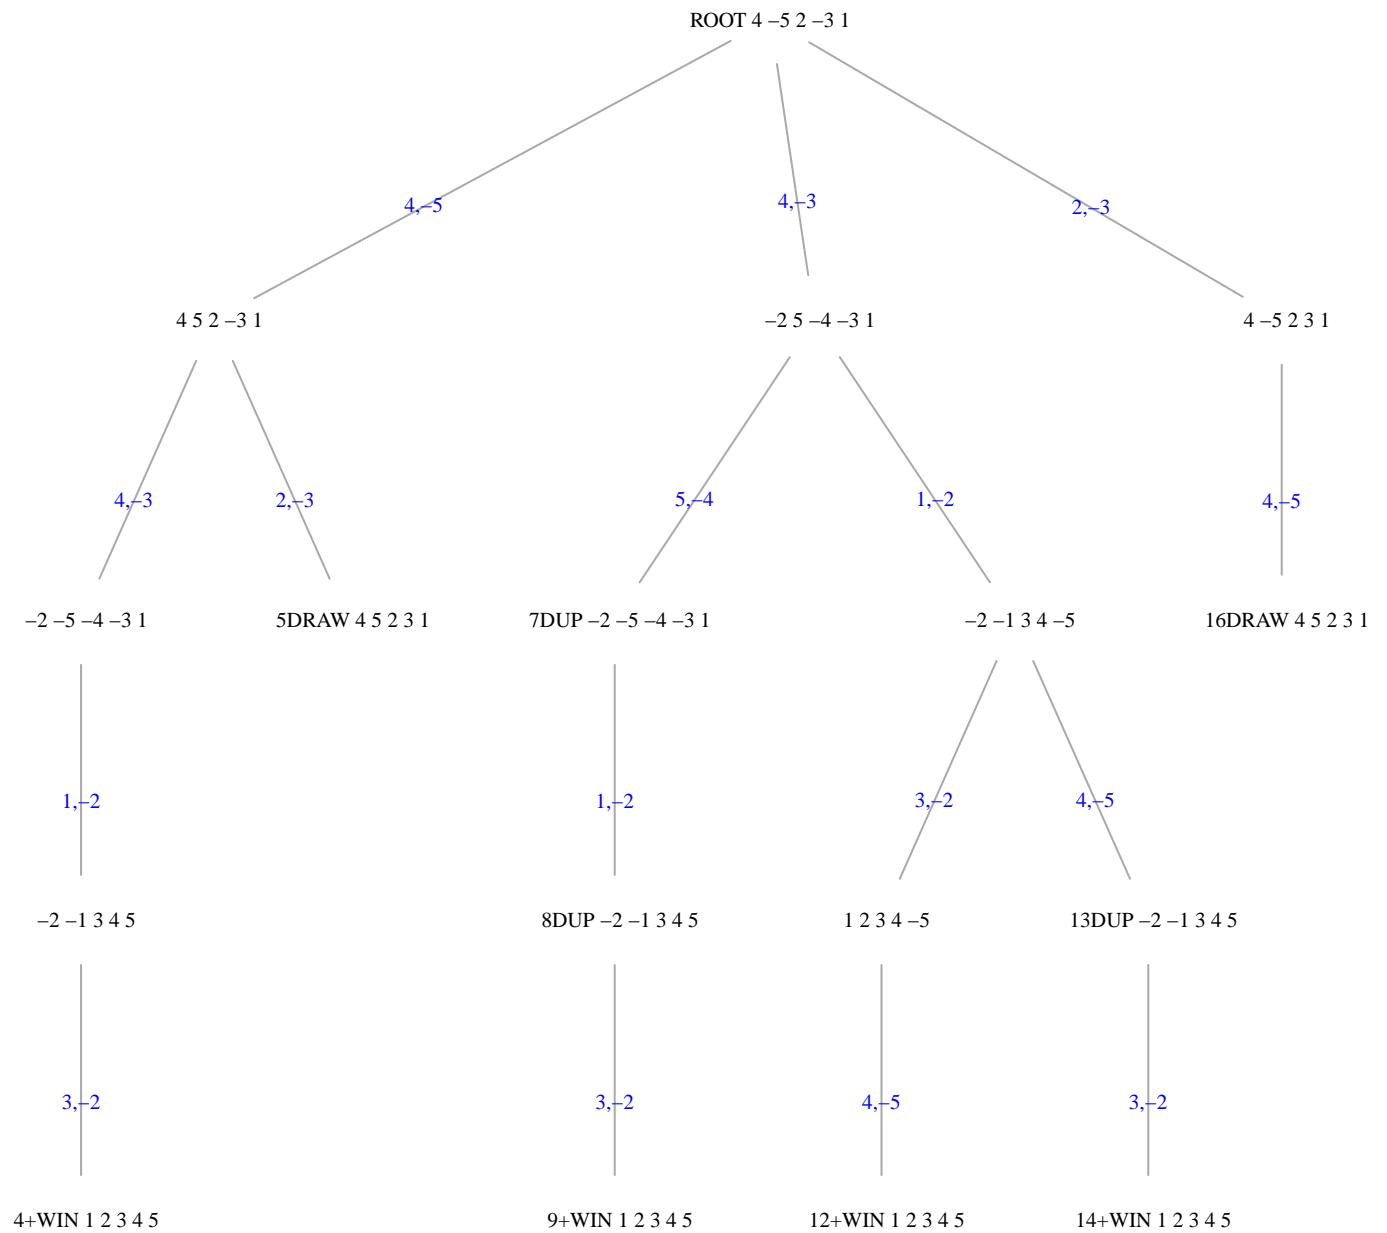 ROOT 4 –5 2 –3 1
4,–5
4,–3
2,–3
4 5 2 –3 1
–2 5 –4 –3 1
4 –5 2 3 1
4,–3
2,–3
5,–4
1,–2
4,–5
–2 –5 –4 –3 1
5DRAW 4 5 2 3 1
7DUP –2 –5 –4 –3 1
–2 –1 3 4 –5
16DRAW 4 5 2 3 1
1,–2
1,–2
3,–2
4,–5
–2 –1 3 4 5
8DUP –2 –1 3 4 5
1 2 3 4 –5
13DUP –2 –1 3 4 5
3,–2
3,–2
4,–5
3,–2
4+WIN 1 2 3 4 5
9+WIN 1 2 3 4 5
12+WIN 1 2 3 4 5
14+WIN 1 2 3 4 5